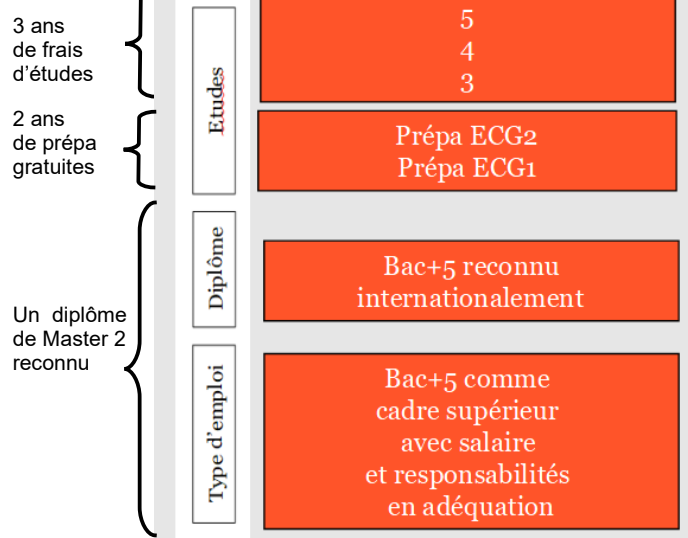 3 ans
de frais
d'études
Etudes
5
4
3
2 ans
de prépa
gratuites
Prépa ECG2
Prépa ECG1
Un diplôme
de Master 2
reconnu
Diplôme
Bac+5 reconnu
internationalement
Type d'emploi
Bac+5 comme
cadre supérieur
avec salaire
et responsabilités
en adéquation